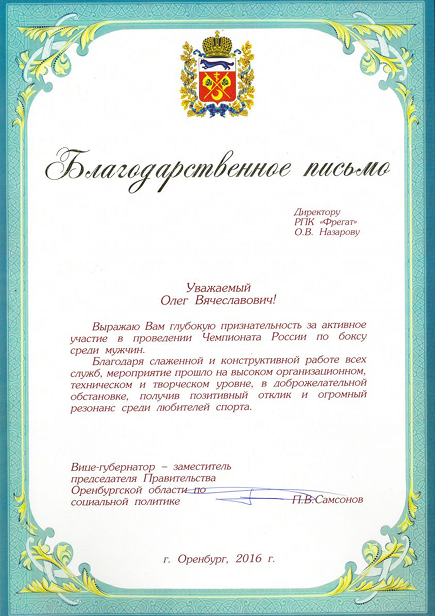 Благодарственное письмо
Директору
РПК «Фрегат»
О.В. Назарову
Уважаемый
Олег Вячеславович!
Выражаю Вам глубокую признательность за активное
участие в проведении Чемпионата России по боксу
среди мужчин.
Благодаря слаженной и конструктивной работе всех
служб, мероприятие прошло на высоком организационном,
техническом и творческом уровне, в доброжелательной
обстановке, получив позитивный отклик и огромный
резонанс среди любителей спорта.
Вице-губернатор – заместитель
председателя Правительства
Оренбургской области по
социальной политике П.В.Самсонов
г. Оренбург, 2016 г.